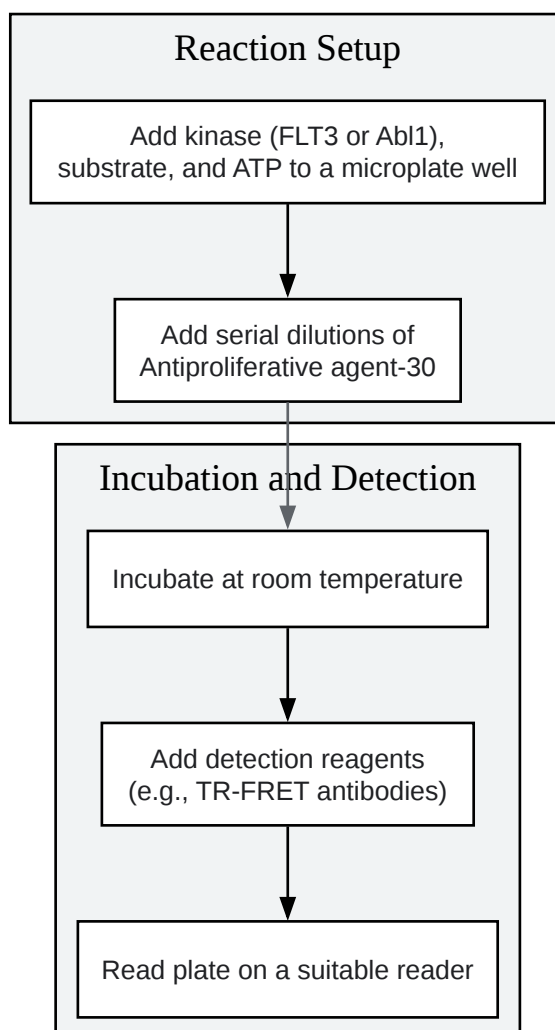 Reaction Setup
Add kinase (FLT3 or Abl1),
substrate, and ATP to a microplate well
Add serial dilutions of
Antiproliferative agent-30
Incubation and Detection
Incubate at room temperature
Add detection reagents
(e.g., TR-FRET antibodies)
Read plate on a suitable reader